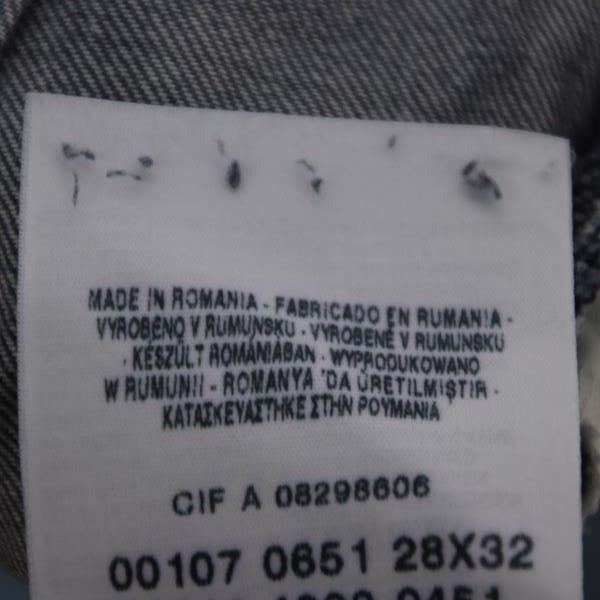 MADE IN ROMANIA - FABRICADO EN RUMANIA -
VYROBENO V RUMUNSKU - VYROBENÉ V RUMUNSKU
- KÉSZÜLT ROMÁNIÁBAN - WYPRODUKOWANO
W RUMUNII - ROMANYA 'DA ÜRETILMIŞTIR -
ΚΑΤΑΣΚΕΥΑΣΤΗΚΕ ΣΤΗΝ ΡΟΥΜΑΝΙΑ
CIF A 08298606
00107 0651 28X32
0451